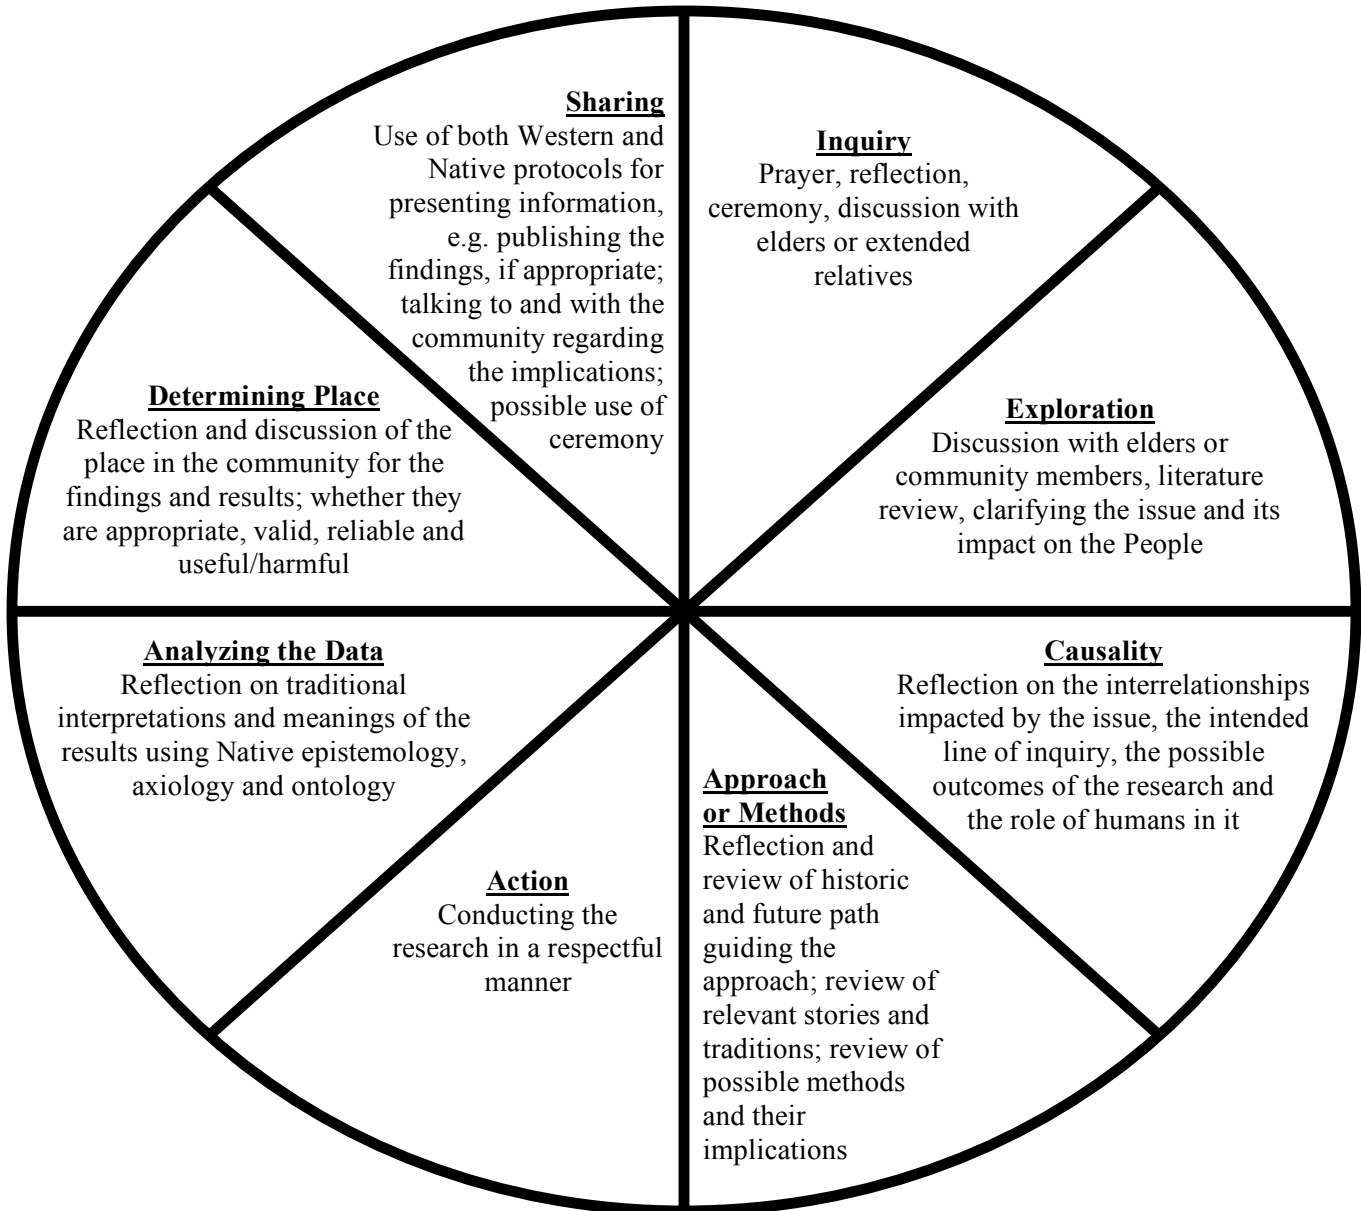 Sharing
Use of both Western and
Native protocols for
presenting information,
e.g. publishing the
findings, if appropriate;
talking to and with the
community regarding
the implications;
possible use of
ceremony
Inquiry
Prayer, reflection,
ceremony, discussion with
elders or extended
relatives
Exploration
Discussion with elders or
community members, literature
review, clarifying the issue and its
impact on the People
Causality
Reflection on the interrelationships
impacted by the issue, the intended
line of inquiry, the possible
outcomes of the research and
the role of humans in it
Approach
or Methods
Reflection and
review of historic
and future path
guiding the
approach; review of
relevant stories and
traditions; review of
possible methods
and their
implications
Action
Conducting the
research in a respectful
manner
Analyzing the Data
Reflection on traditional
interpretations and meanings of the
results using Native epistemology,
axiology and ontology
Determining Place
Reflection and discussion of the
place in the community for the
findings and results; whether they
are appropriate, valid, reliable and
useful/harmful